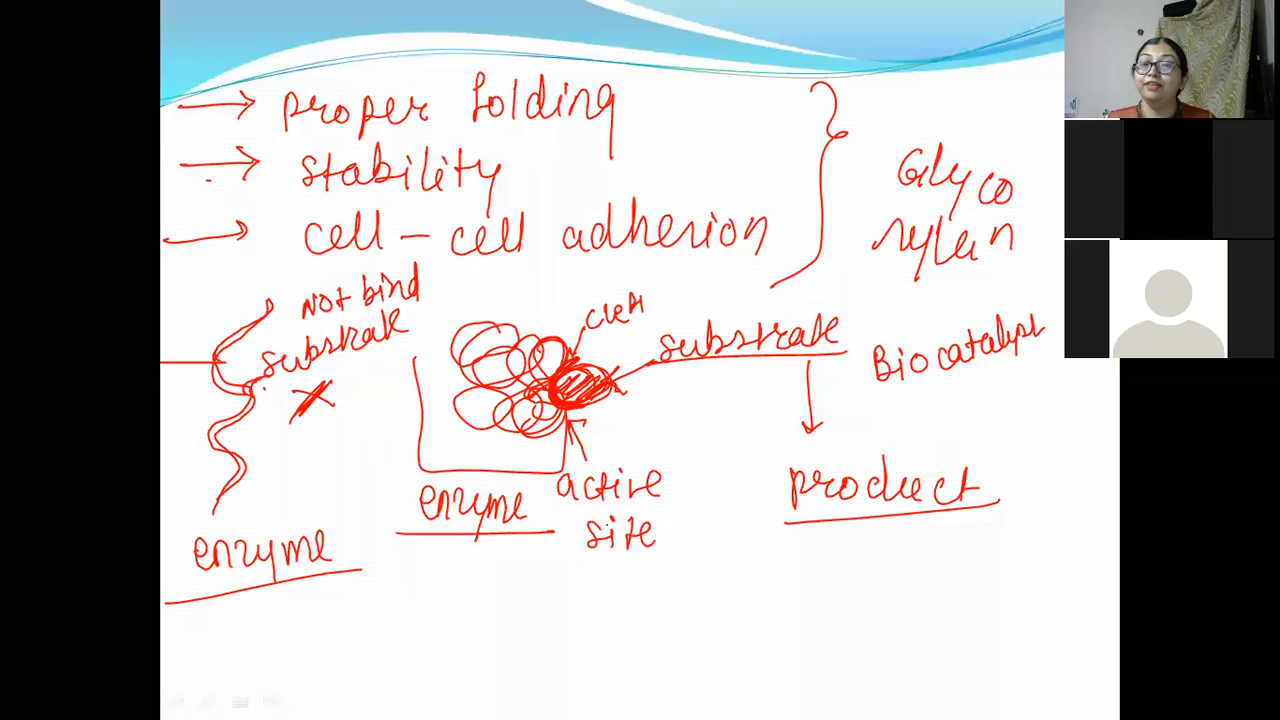 proper folding
stability
cell - cell adhesion
Glyco
sylan
Not bind
substrate
cleft
substrate
Biocatalyst
product
enzyme
active
site
enzyme